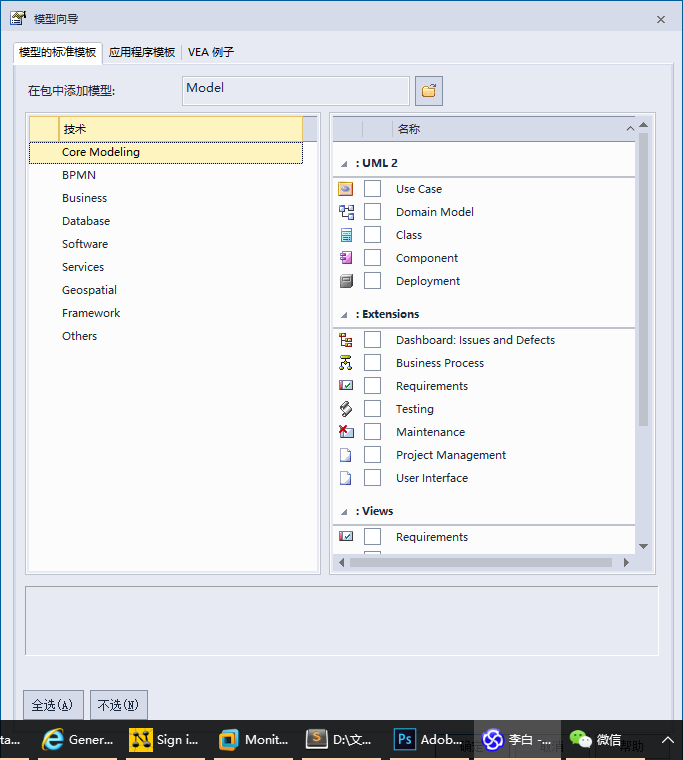 模型向导
模型的标准模板 应用程序模板 VEA 例子
在包中添加模型: Model
技术
Core Modeling
BPMN
Business
Database
Software
Services
Geospatial
Framework
Others
名称
: UML 2
Use Case
Domain Model
Class
Component
Deployment
: Extensions
Dashboard: Issues and Defects
Business Process
Requirements
Testing
Maintenance
Project Management
User Interface
: Views
Requirements
全选(A) 不选(N)
ta... Gener... Sign i... Monit... D:\文... Adob... 李白 -... 微信
帮助